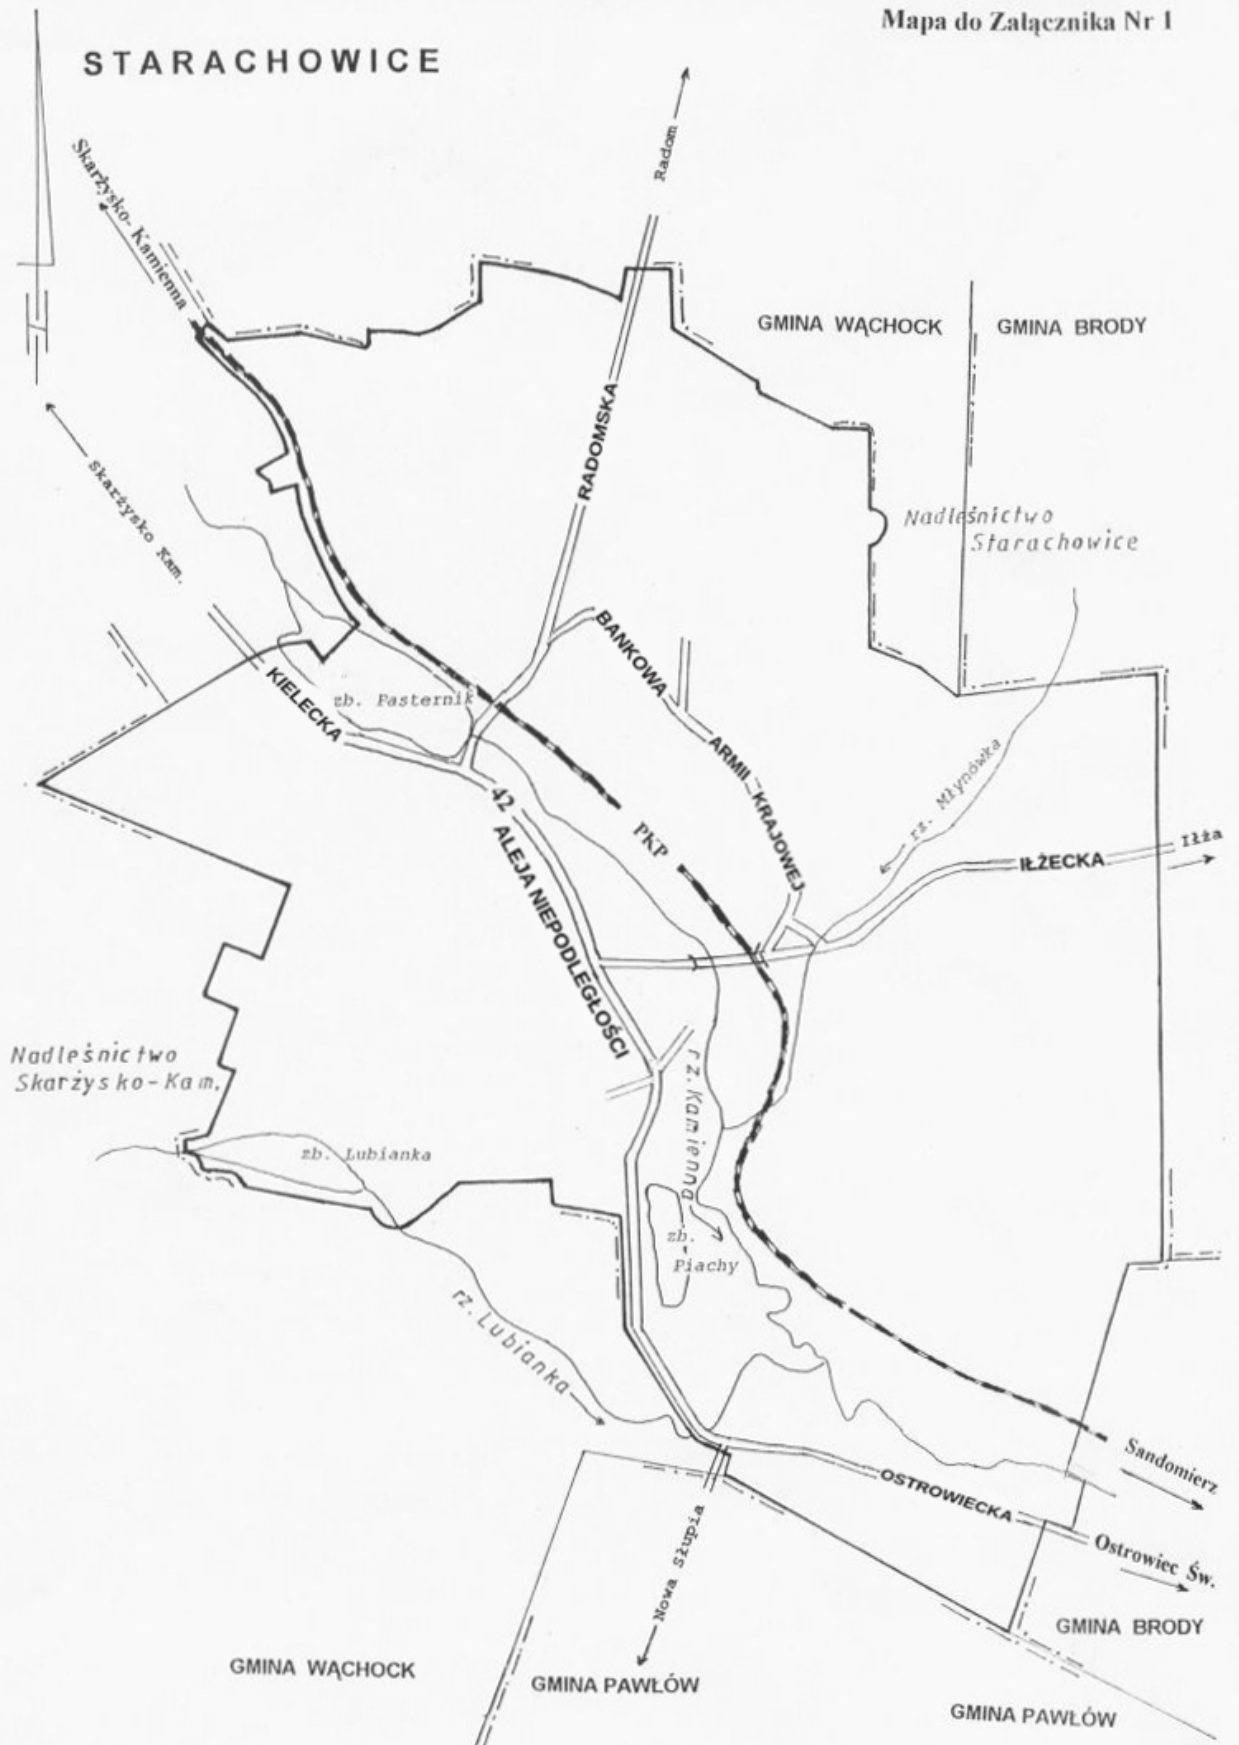 Mapa do Załącznika Nr 1
STARACHOWICE
Radom
Skarżysko-Kamienna
GMINA WĄCHOCK
GMINA BRODY
RADOMSKA
Skarżysko Kam.
Nadleśnictwo
Starachowice
BANKOWA
KIELECKA
zb. Pasternik
ARMII KRAJOWEJ
rz. Młynówka
42
PKP
ALEJA NIEPODLEGŁOŚCI
IŁŻECKA
Iłża
Nadleśnictwo
Skarżysko-Kam.
rz. Kamienna
zb. Lubianka
zb.
Piachy
rz. Lubianka
Sandomierz
OSTROWIECKA
Ostrowiec Św.
Nowa Słupia
GMINA BRODY
GMINA WĄCHOCK
GMINA PAWŁÓW
GMINA PAWŁÓW